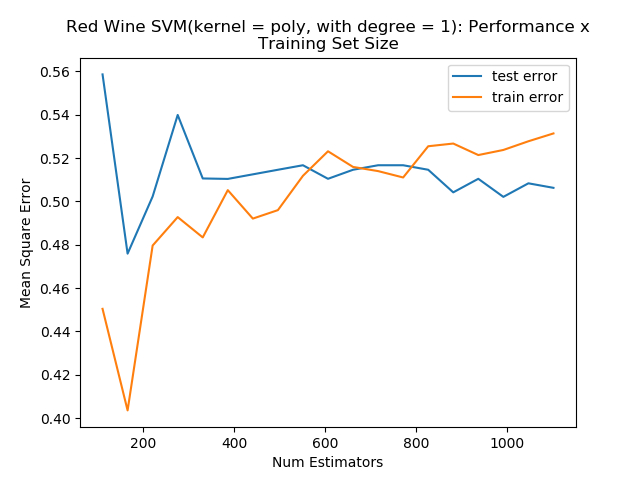 Red Wine SVM(kernel = poly, with degree = 1): Performance x
Training Set Size
test error
train error
0.56
0.54
0.52
0.50
0.48
0.46
0.44
0.42
0.40
Mean Square Error
200
400
600
800
1000
Num Estimators